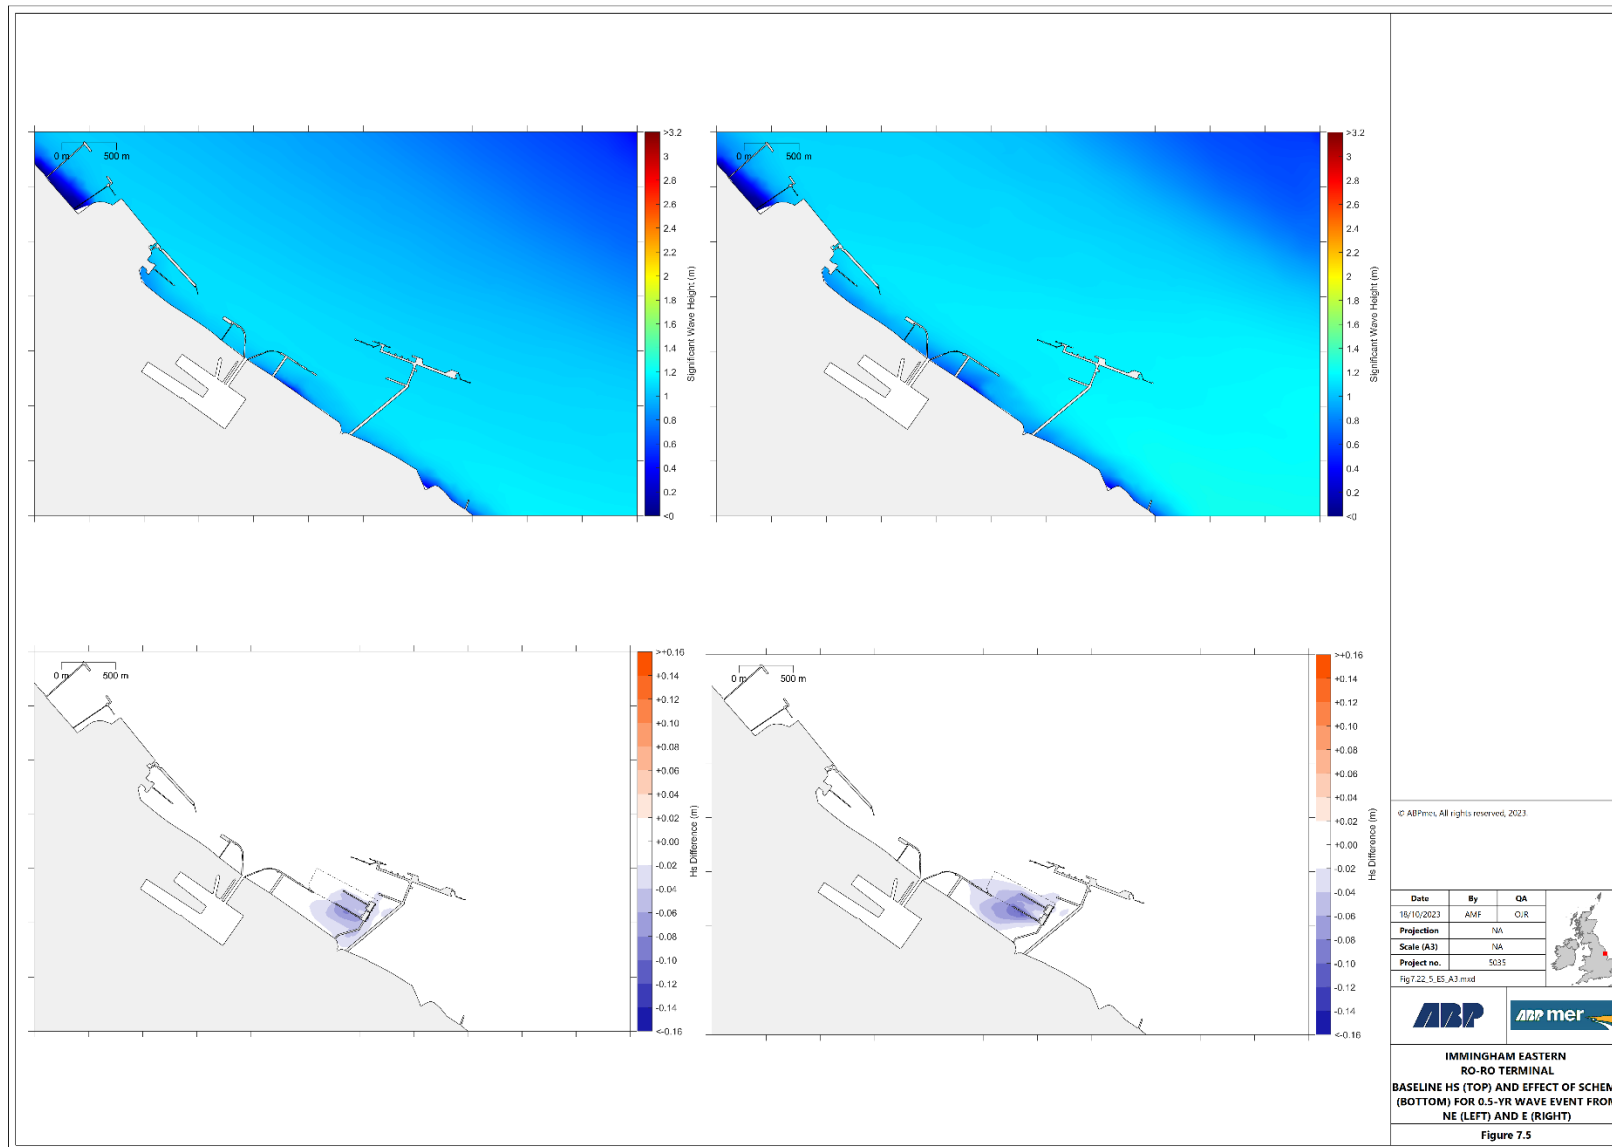 0 m 500 m
>3.2
3
2.8
2.6
2.4
2.2
2
1.8
1.6
1.4
1.2
1
0.8
0.6
0.4
0.2
<0
Significant Wave Height (m)
0 m 500 m
>3.2
3
2.8
2.6
2.4
2.2
2
1.8
1.6
1.4
1.2
1
0.8
0.6
0.4
0.2
<0
Significant Wave Height (m)
0 m 500 m
>+0.16
+0.14
+0.12
+0.10
+0.08
+0.06
+0.04
+0.02
+0.00
-0.02
-0.04
-0.06
-0.08
-0.10
-0.12
-0.14
<-0.16
Hs Difference (m)
0 m 500 m
>+0.16
+0.14
+0.12
+0.10
+0.08
+0.06
+0.04
+0.02
+0.00
-0.02
-0.04
-0.06
-0.08
-0.10
-0.12
-0.14
<-0.16
Hs Difference (m)
© ABPmer, All rights reserved, 2023.
Date By QA
18/10/2023 AMF OJR
Projection NA
Scale (A3) NA
Project no. 5035
Fig7.22_5_ES_A3.mxd
ABP
ABP mer
IMMINGHAM EASTERN
RO-RO TERMINAL
BASELINE HS (TOP) AND EFFECT OF SCHEM
(BOTTOM) FOR 0.5-YR WAVE EVENT FROM
NE (LEFT) AND E (RIGHT)
Figure 7.5